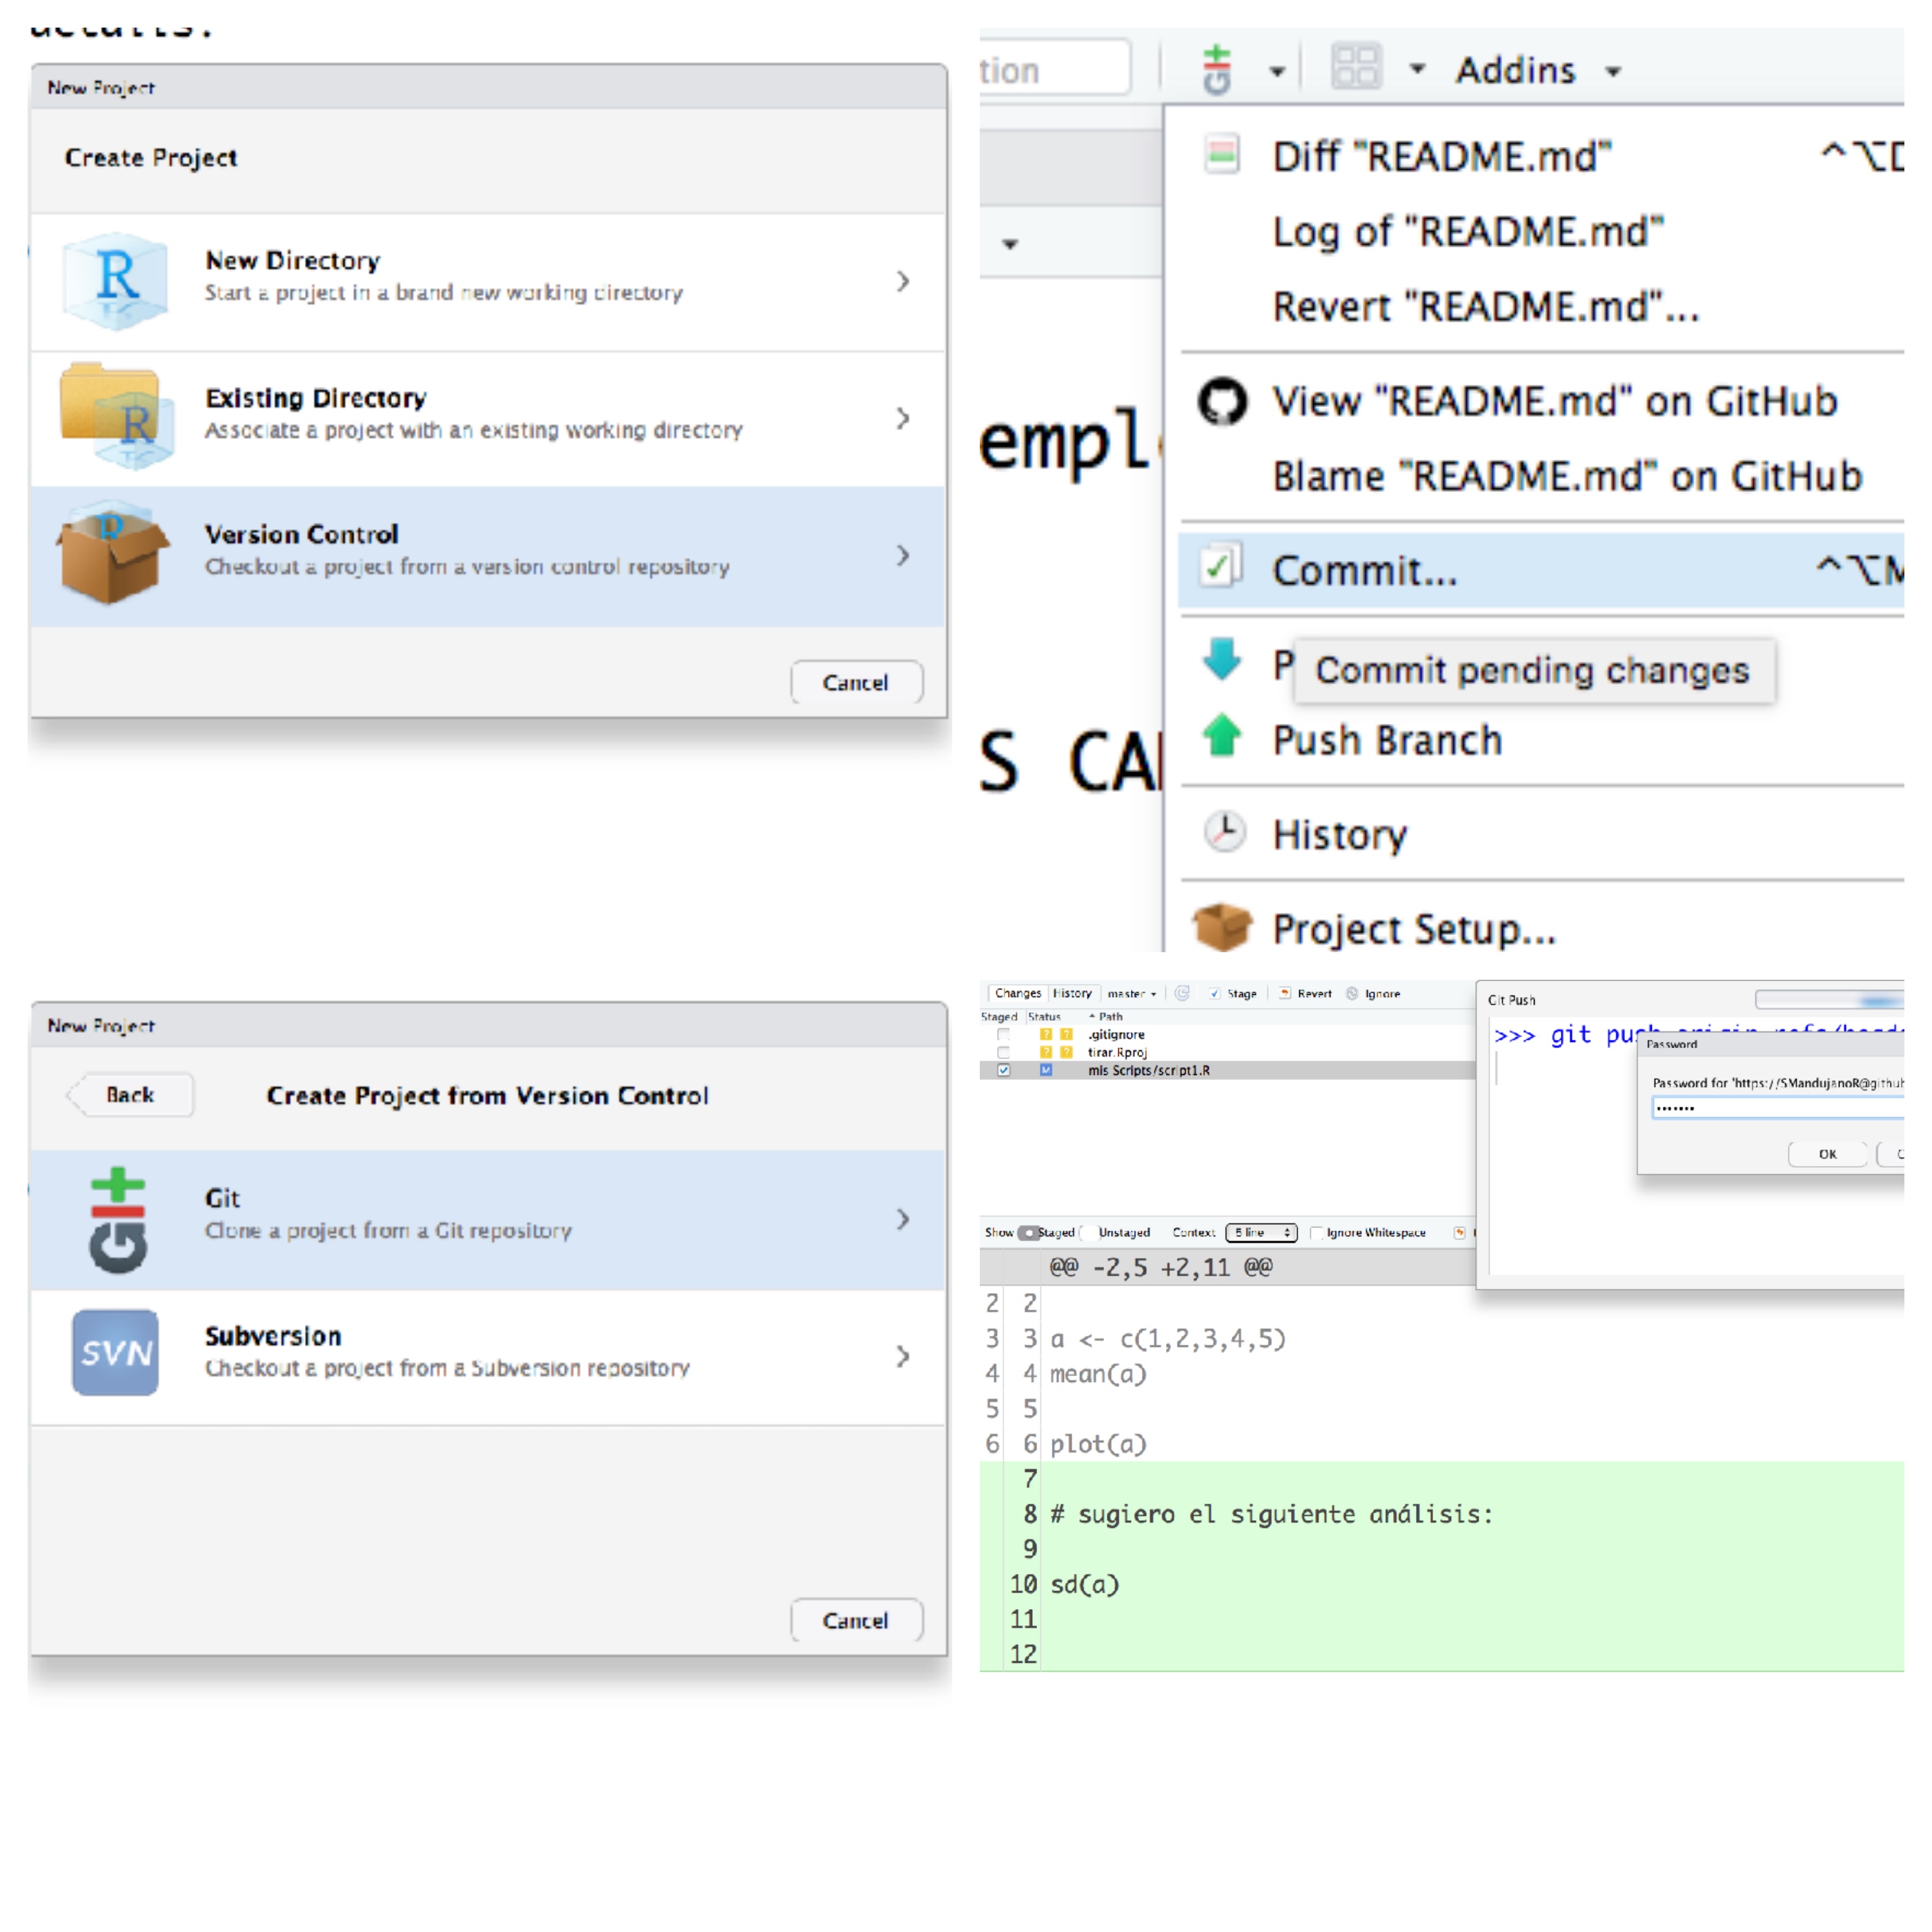 details.
New Project
Create Project
New Directory
Start a project in a brand new working directory
Existing Directory
Associate a project with an existing working directory
Version Control
Checkout a project from a version control repository
Cancel
tion
Addins
Diff "README.md" ^⌥D
Log of "README.md"
Revert "README.md"...
View "README.md" on GitHub
Blame "README.md" on GitHub
empl
Commit... ^⌥M
P
Commit pending changes
Push Branch
S CA
History
Project Setup...
New Project
Back
Create Project from Version Control
Git
Clone a project from a Git repository
SVN
Subversion
Checkout a project from a Subversion repository
Cancel
Changes History master Stage Revert Ignore
Staged Status Path
? ? .gitignore
? ? tirar.Rproj
M mis Scripts/script1.R
Git Push
>>> git push origin refs/heads
Password
Password for 'https://SMandujanoR@github
•••••••
OK C
Show Staged Unstaged Context 5 line Ignore Whitespace
@@ -2,5 +2,11 @@
2 2
3 3 a <- c(1,2,3,4,5)
4 4 mean(a)
5 5
6 6 plot(a)
7
8 # sugiero el siguiente análisis:
9
10 sd(a)
11
12